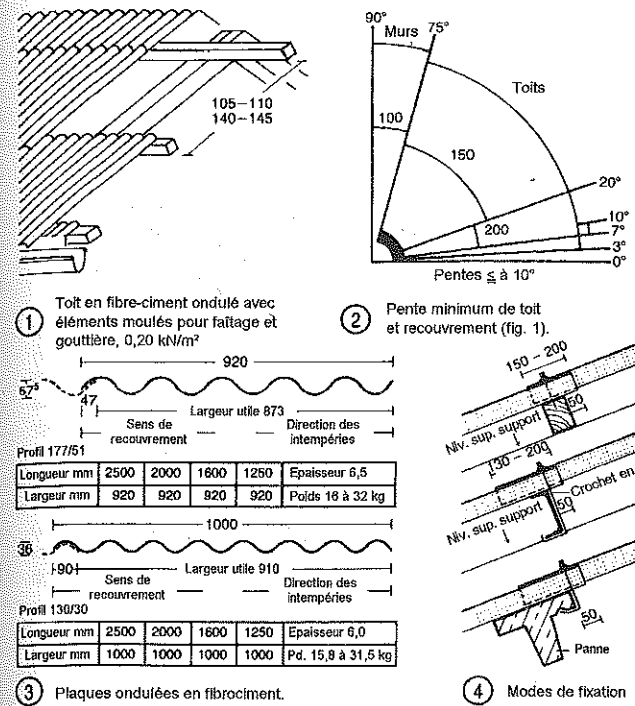 105–110
140–145
① Toit en fibre-ciment ondulé avec
éléments moulés pour faîtage et
gouttière, 0,20 kN/m²
90°
Murs
75°
Toits
100
150
20°
200
10°
7°
3°
0°
Pentes ≤ à 10°
② Pente minimum de toit
et recouvrement (fig. 1).
920
57⁵
47
Largeur utile 873
Sens de
recouvrement
Direction des
intempéries
Profil 177/51
Longueur mm 2500 2000 1600 1250 Epaisseur 6,5
Largeur mm 920 920 920 920 Poids 16 à 32 kg
1000
36
90
Largeur utile 910
Sens de
recouvrement
Direction des
intempéries
Profil 130/30
Longueur mm 2500 2000 1600 1250 Epaisseur 6,0
Largeur mm 1000 1000 1000 1000 Pd. 15,8 à 31,5 kg
③ Plaques ondulées en fibrociment.
150 – 200
50
Niv. sup. support
130 – 200
50
Crochet en
Niv. sup. support
50
Panne
④ Modes de fixation